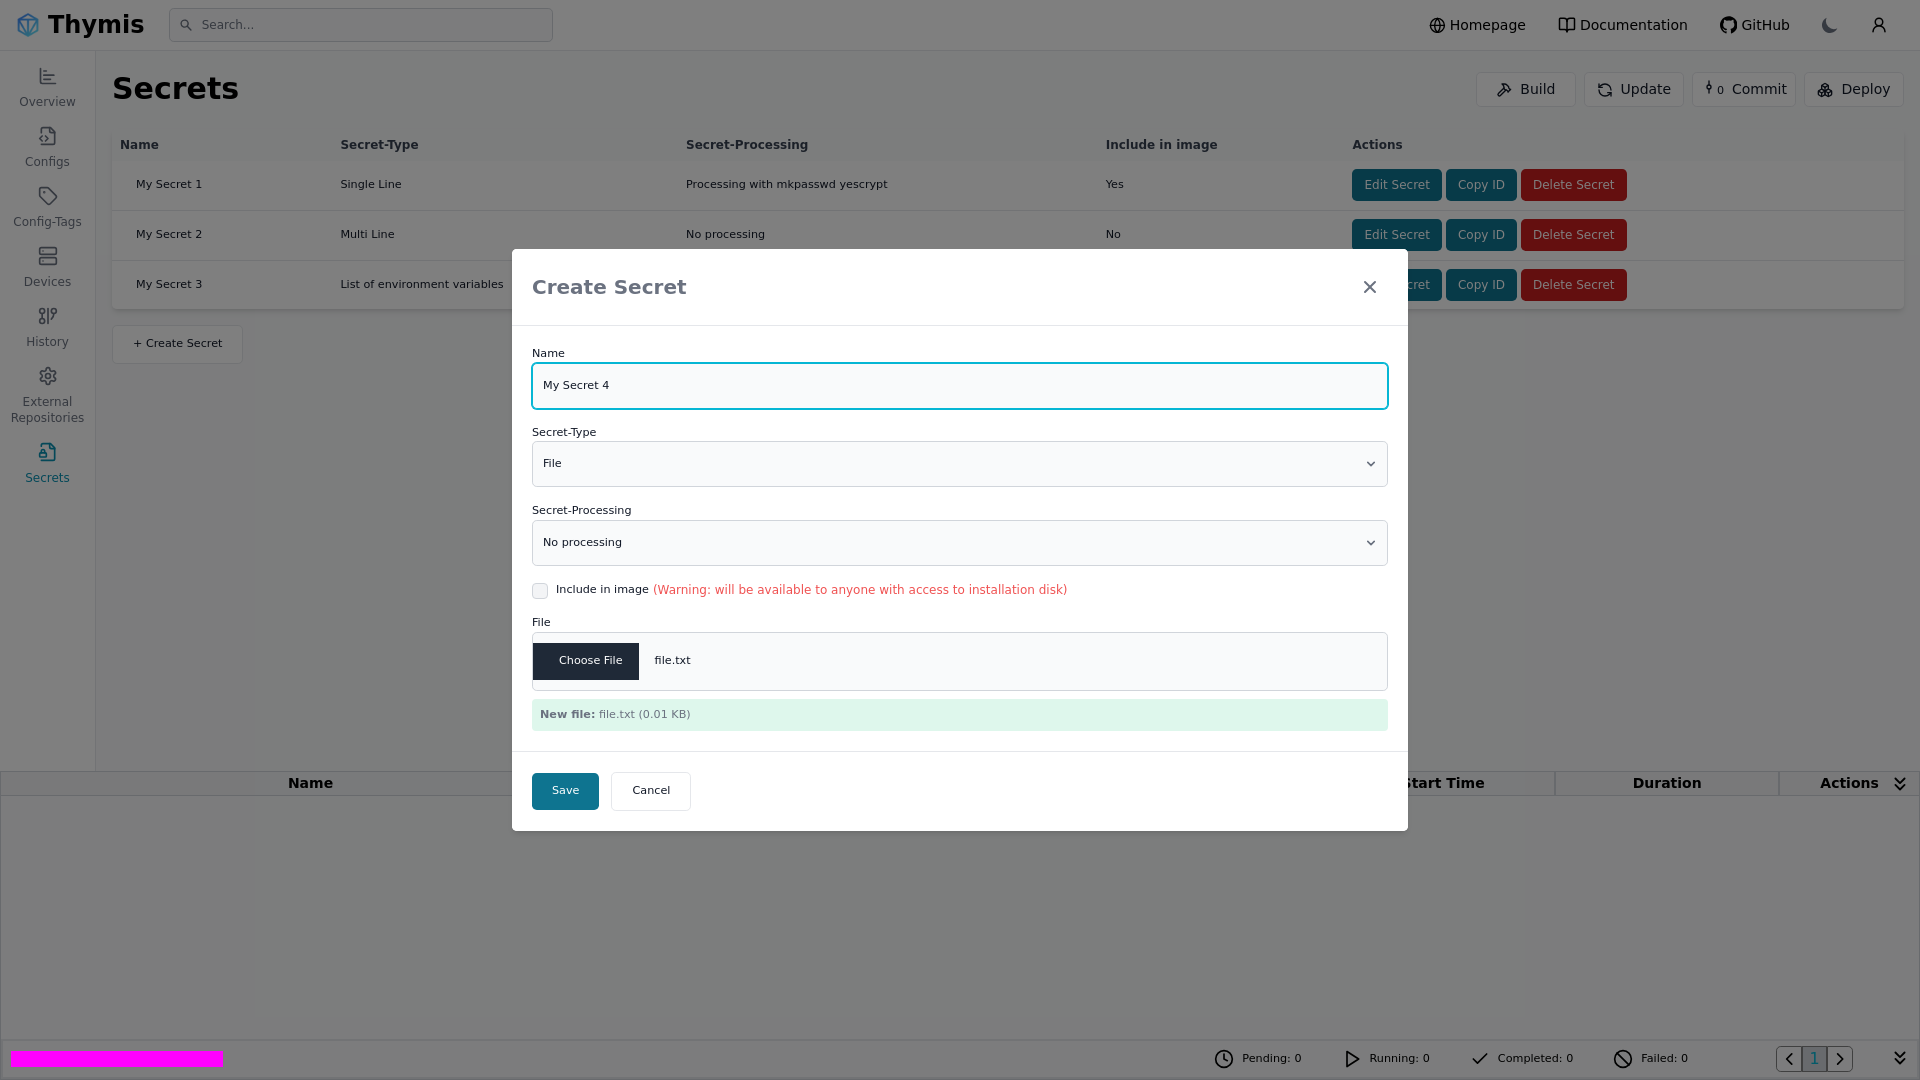 Thymis
Search...
Homepage
Documentation
GitHub
Overview
Configs
Config-Tags
Devices
History
External
Repositories
Secrets
Secrets
Build
Update
0 Commit
Deploy
Name Secret-Type Secret-Processing Include in image Actions
My Secret 1 Single Line Processing with mkpasswd yescrypt Yes Edit Secret Copy ID Delete Secret
My Secret 2 Multi Line No processing No Edit Secret Copy ID Delete Secret
My Secret 3 List of environment variables cret Copy ID Delete Secret
+ Create Secret
Create Secret
Name
My Secret 4
Secret-Type
File
Secret-Processing
No processing
Include in image (Warning: will be available to anyone with access to installation disk)
File
Choose File file.txt
New file: file.txt (0.01 KB)
Save
Cancel
Name Start Time Duration Actions
Pending: 0
Running: 0
Completed: 0
Failed: 0
1